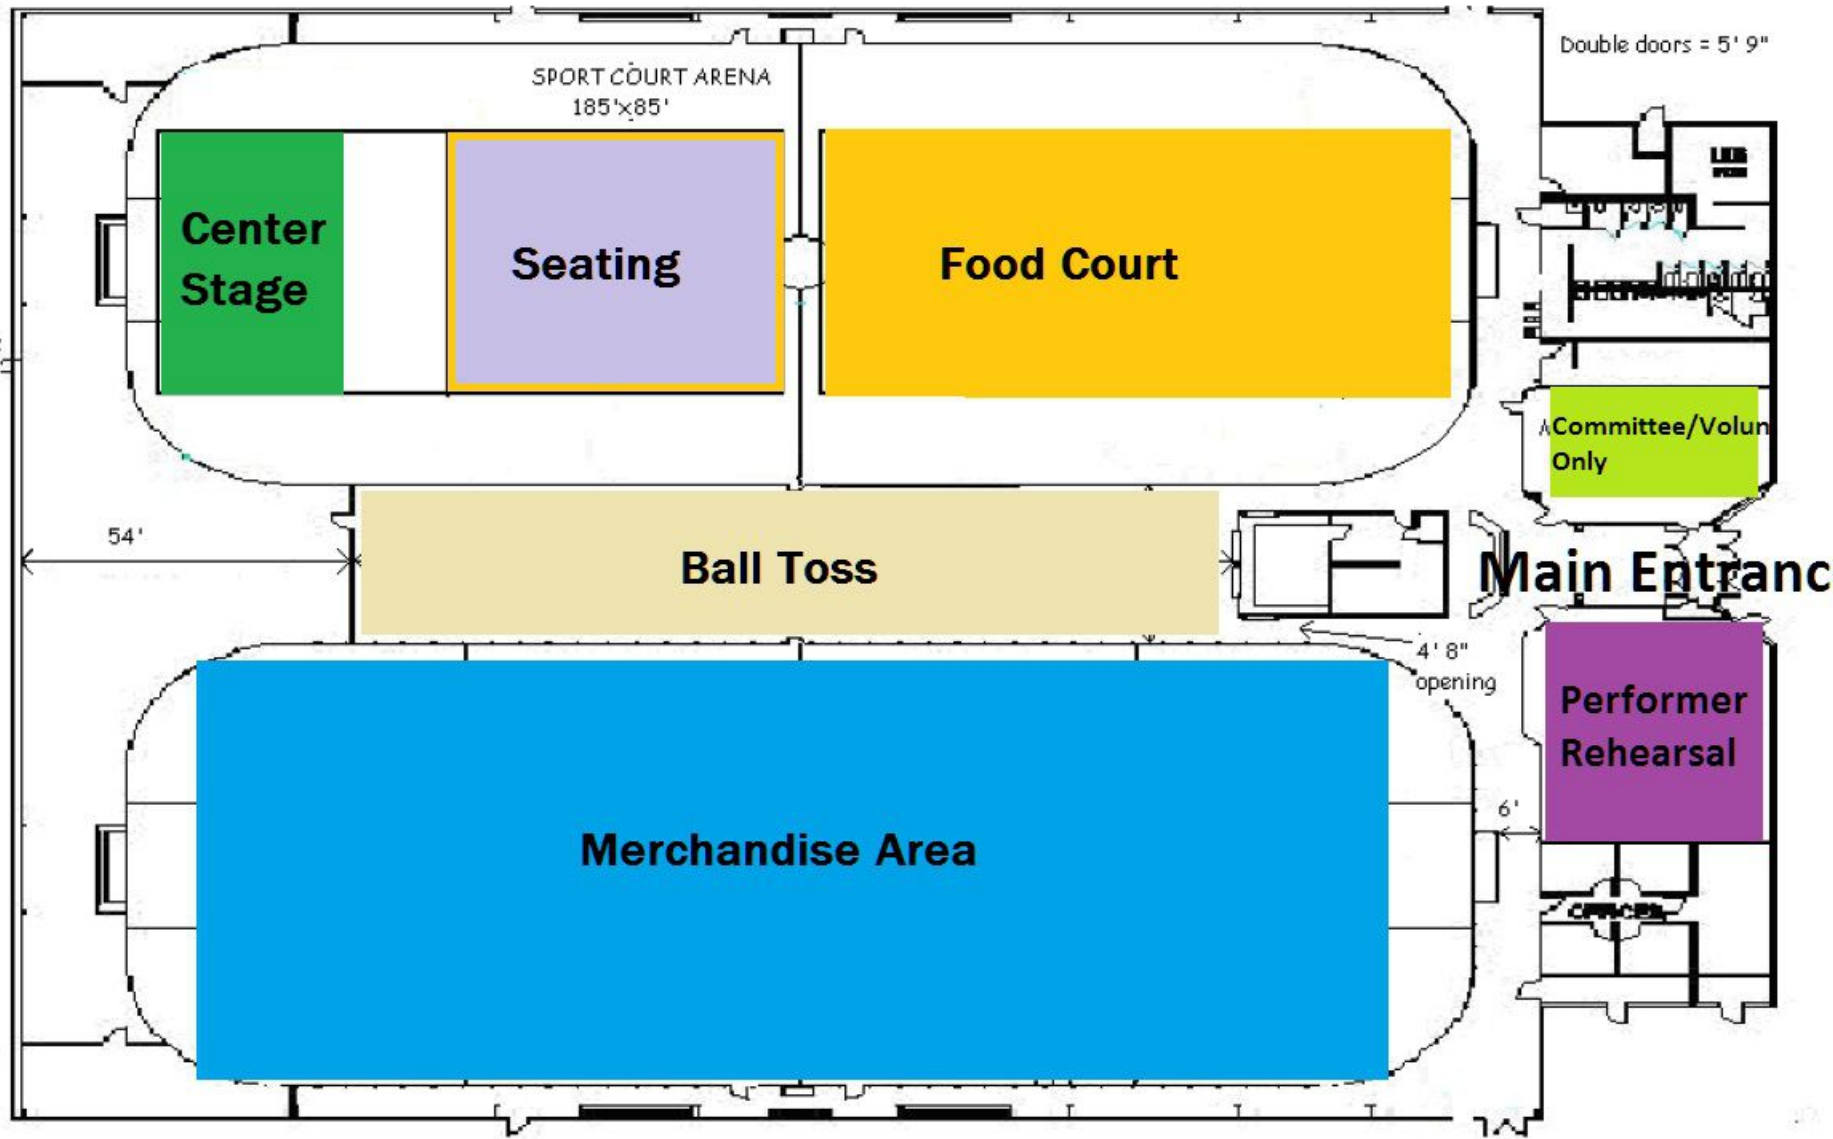 Double doors = 5' 9"
SPORT COURT ARENA
185'x85'
Center
Stage
Seating
Food Court
Committee/Volun
Only
54'
Ball Toss
Main Entranc
4' 8"
opening
Performer
Rehearsal
6'
Merchandise Area